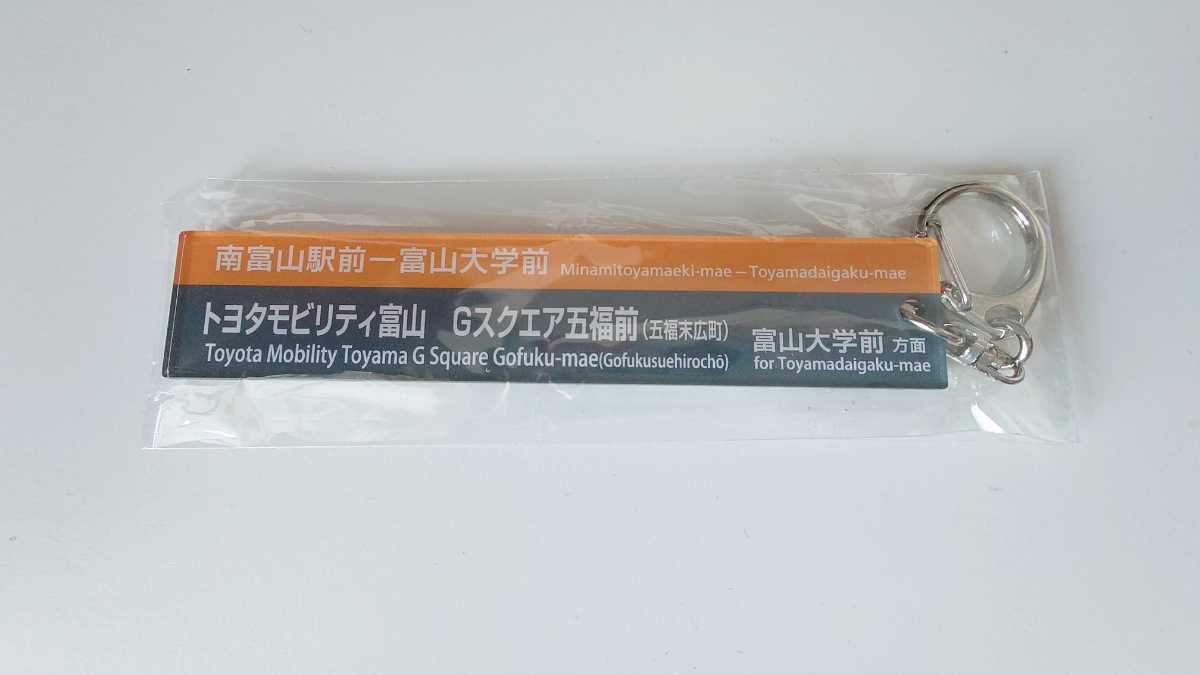 南富山駅前－富山大学前 Minamitoyamaeki-mae－Toyamadaigaku-mae
トヨタモビリティ富山 Gスクエア五福前(五福末広町)
Toyota Mobility Toyama G Square Gofuku-mae(Gofukusuehirochō)
富山大学前 方面
for Toyamadaigaku-mae